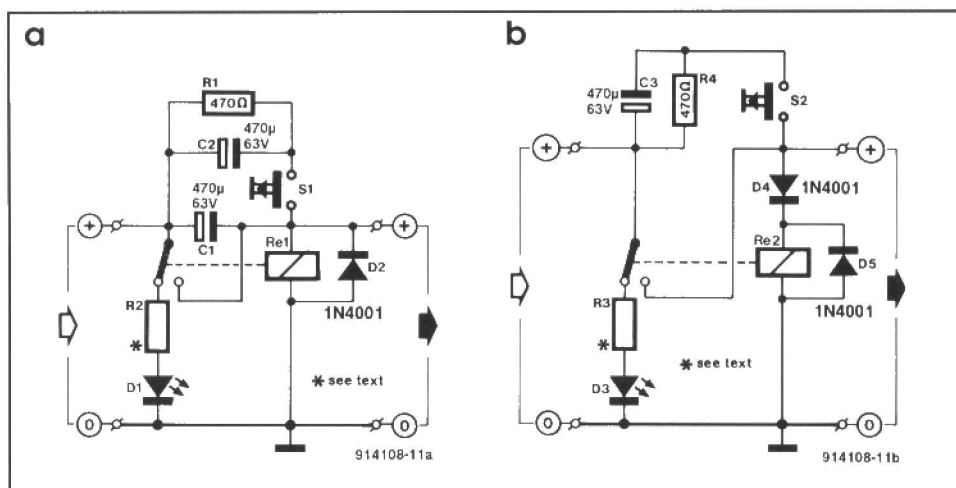 a
R1
470Ω
470µ
63V
C2
470µ
63V
S1
+
+
C1
Re1
D2
R2
1N4001
*
* see text
D1
0
0
914108-11a
b
C3
R4
470µ
63V
470Ω
S2
+
+
D4
1N4001
Re2
D5
R3
1N4001
*
* see text
D3
0
0
914108-11b